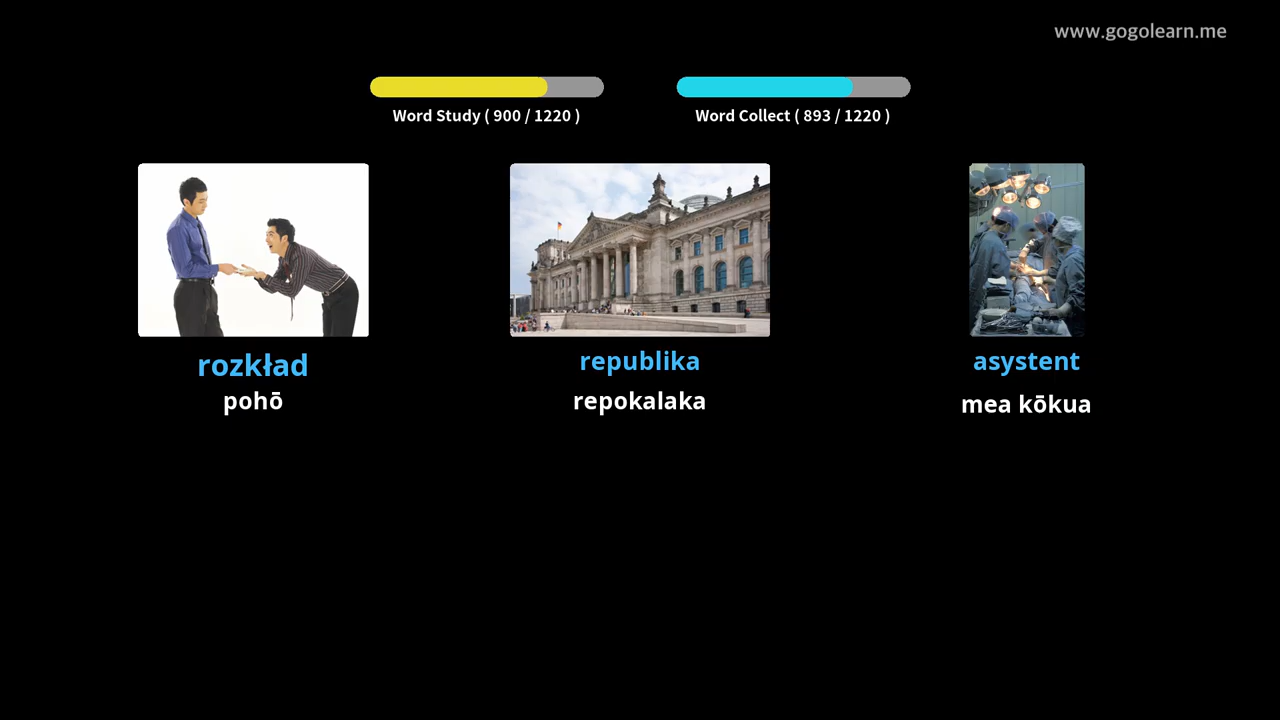 www.gogolearn.me
Word Study ( 900 / 1220 )
Word Collect ( 893 / 1220 )
rozkład
pohō
republika
repokalaka
asystent
mea kōkua